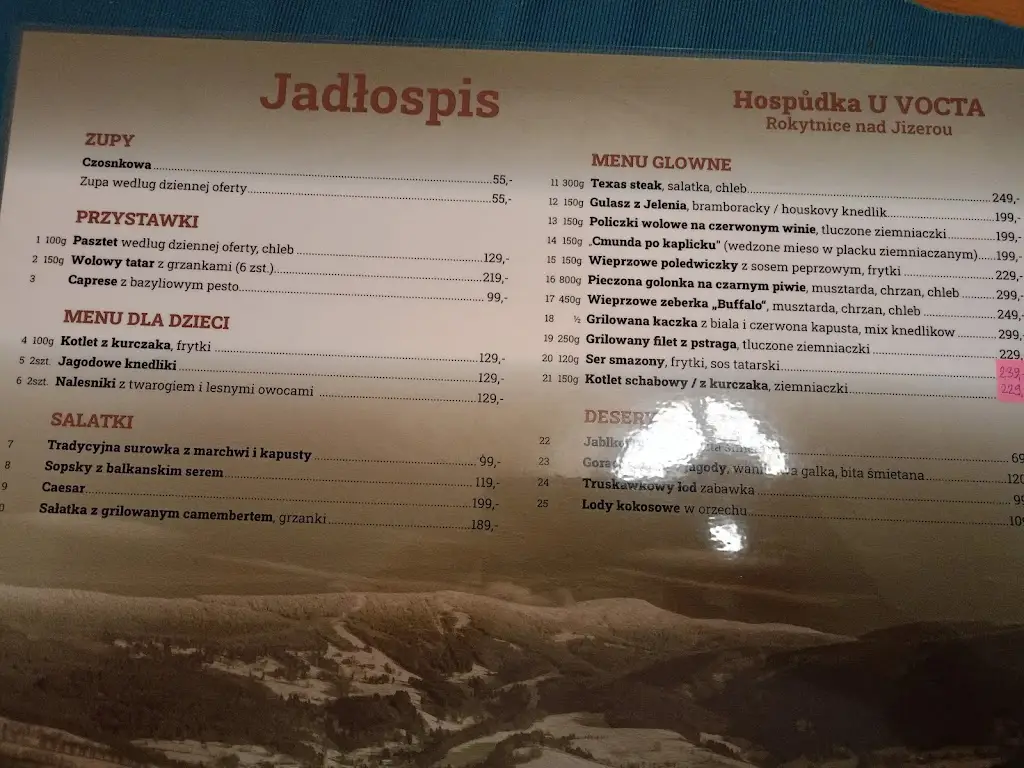 Jadłospis
ZUPY
Czosnkowa 55,-
Zupa wedlug dziennej oferty 55,-
PRZYSTAWKI
1 100g Pasztet wedlug dziennej oferty, chleb 129,-
2 150g Wolowy tatar z grzankami (6 zst.) 219,-
3 Caprese z bazyliowym pesto 99,-
MENU DLA DZIECI
4 100g Kotlet z kurczaka, frytki 129,-
5 2szt. Jagodowe knedliki 129,-
6 2szt. Nalesniki z twarogiem i lesnymi owocami 129,-
SALATKI
7 Tradycyjna surowka z marchwi i kapusty 99,-
8 Sopsky z balkanskim serem 119,-
9 Caesar 199,-
Sałatka z grilowanym camembertem, grzanki 189,-
Hospůdka U VOCTA
Rokytnice nad Jizerou
MENU GLOWNE
11 300g Texas steak, salatka, chleb 249,-
12 150g Gulasz z Jelenia, bramboracky / houskovy knedlik 199,-
13 150g Policzki wolowe na czerwonym winie, tluczone ziemniaczki 199,-
14 150g „Cmunda po kaplicku" (wedzone mieso w placku ziemniaczanym) 199,-
15 150g Wieprzowe poledwiczky z sosem peprzowym, frytki 229,-
16 800g Pieczona golonka na czarnym piwie, musztarda, chrzan, chleb 299,-
17 450g Wieprzowe zeberka „Buffalo", musztarda, chrzan, chleb 249,-
18 ½ Grilowana kaczka z biala i czerwona kapusta, mix knedlikow 299,-
19 250g Grilowany filet z pstraga, tluczone ziemniaczki 229,
20 120g Ser smazony, frytki, sos tatarski 239,-
21 150g Kotlet schabowy / z kurczaka, ziemniaczki 229,
22
23 galka, bita śmietana 120
24 Truskawkowy łod zabawka
25 Lody kokosowe w orzechu